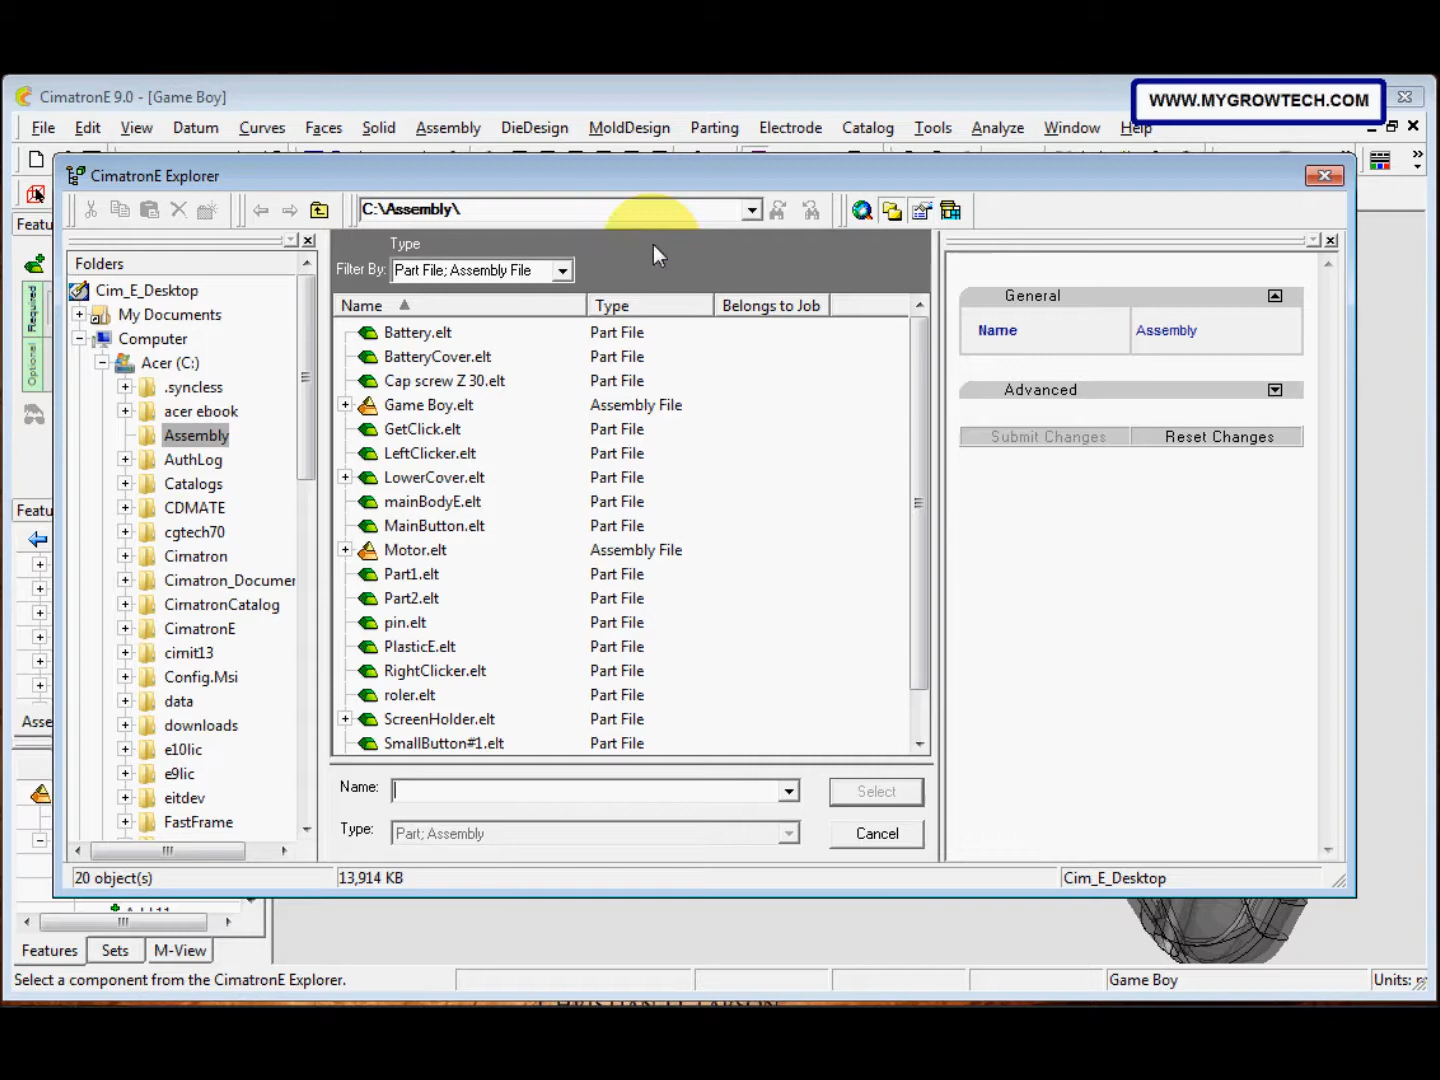 CimatronE 9.0 - [Game Boy]
WWW.MYGROWTECH.COM
File Edit View Datum Curves Faces Solid Assembly DieDesign MoldDesign Parting Electrode Catalog Tools Analyze Window Help
CimatronE Explorer
C:\Assembly\
Featu
Required
Optional
Featu
Asse
Folders
Cim_E_Desktop
My Documents
Computer
Acer (C:)
.syncless
acer ebook
Assembly
AuthLog
Catalogs
CDMATE
cgtech70
Cimatron
Cimatron_Documer
CimatronCatalog
CimatronE
cimit13
Config.Msi
data
downloads
e10lic
e9lic
eitdev
FastFrame
Type
Filter By: Part File; Assembly File
Name Type Belongs to Job
Battery.elt Part File
BatteryCover.elt Part File
Cap screw Z 30.elt Part File
Game Boy.elt Assembly File
GetClick.elt Part File
LeftClicker.elt Part File
LowerCover.elt Part File
mainBodyE.elt Part File
MainButton.elt Part File
Motor.elt Assembly File
Part1.elt Part File
Part2.elt Part File
pin.elt Part File
PlasticE.elt Part File
RightClicker.elt Part File
roler.elt Part File
ScreenHolder.elt Part File
SmallButton#1.elt Part File
Name: Select
Type: Part; Assembly Cancel
General
Name Assembly
Advanced
Submit Changes Reset Changes
20 object(s) 13,914 KB Cim_E_Desktop
Features Sets M-View
Select a component from the CimatronE Explorer. Game Boy Units: